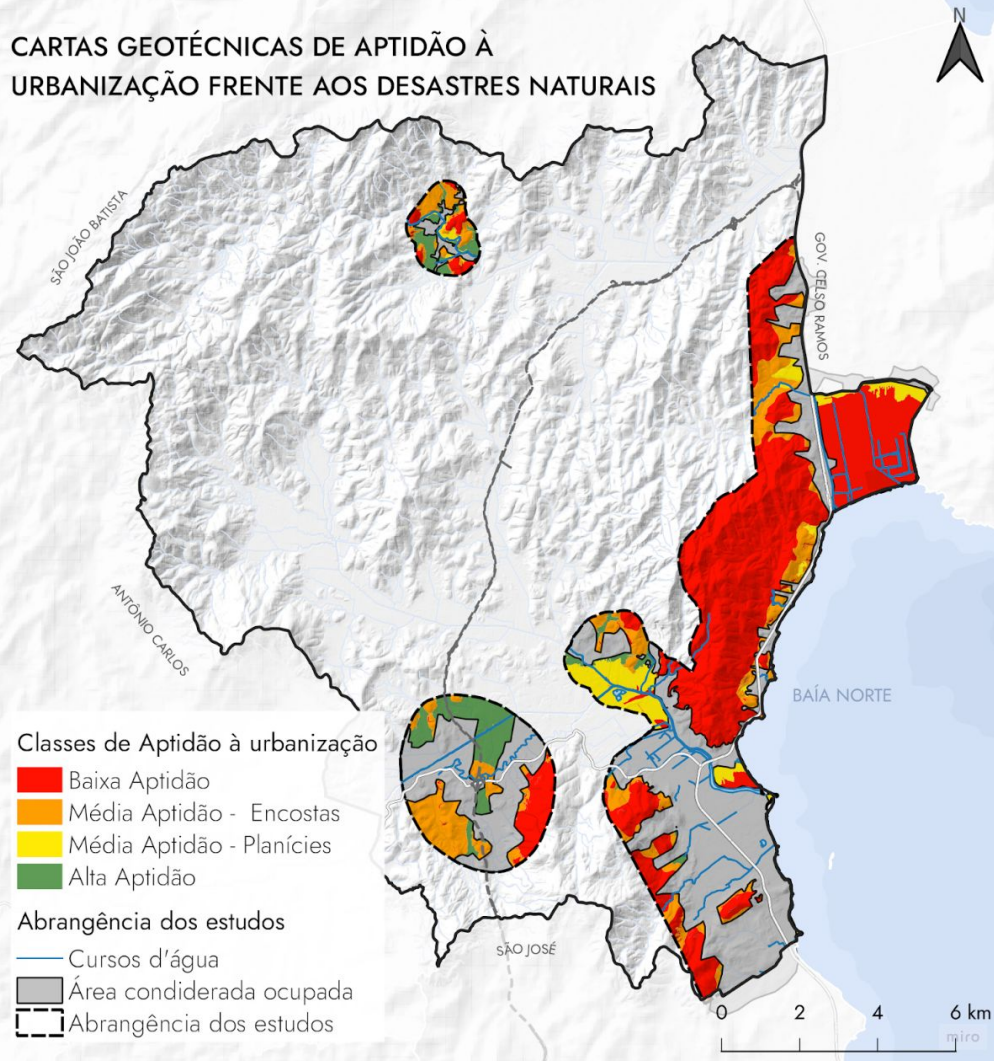 CARTAS GEOTÉCNICAS DE APTIDÃO À
URBANIZAÇÃO FRENTE AOS DESASTRES NATURAIS
N
SÃO JOÃO BATISTA
GOV. CELSO RAMOS
ANTÔNIO CARLOS
BAÍA NORTE
SÃO JOSÉ
Classes de Aptidão à urbanização
Baixa Aptidão
Média Aptidão - Encostas
Média Aptidão - Planícies
Alta Aptidão
Abrangência dos estudos
Cursos d'água
Área condiderada ocupada
Abrangência dos estudos
0 2 4 6 km
miro